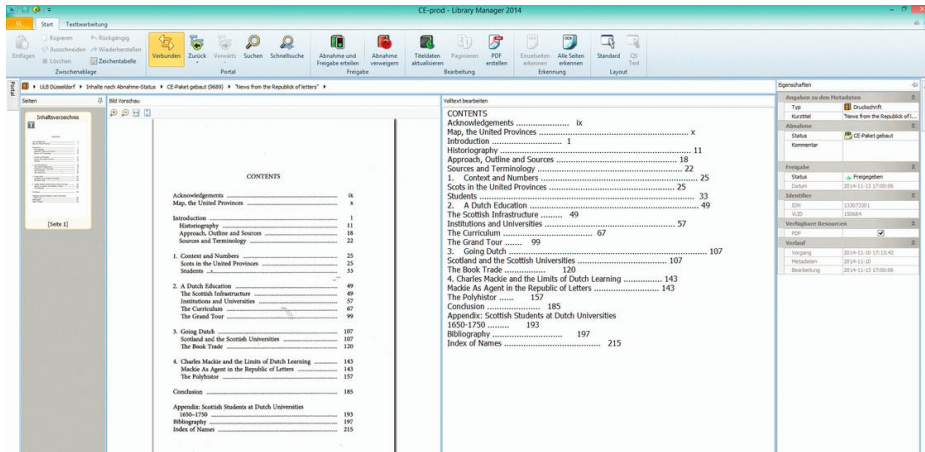 CE-prod - Library Manager 2014
Start Textbearbeitung
Einfügen
Kopieren
Ausschneiden
Löschen
Rückgängig
Wiederherstellen
Zeichentabelle
Zwischenablage
Verbunden
Zurück
Vorwärts
Suchen
Schnellsuche
Portal
Abnahme und Freigabe erteilen
Abnahme verweigern
Freigabe
Titeldaten aktualisieren
Paginieren
PDF erstellen
Bearbeitung
Einzelseiten erkennen
Alle Seiten erkennen
Erkennung
Standard
QS Text
Layout
Portal
ULB Düsseldorf
Inhalte nach Abnahme-Status
CE-Paket gebaut (9689)
"News from the Republick of letters"
Seiten
Inhaltsverzeichnis
[Seite 1]
Bild Vorschau
CONTENTS
Acknowledgements ix
Map, the United Provinces x
Introduction 1
Historiography 11
Approach, Outline and Sources 18
Sources and Terminology 22
1. Context and Numbers 25
Scots in the United Provinces 25
Students 33
2. A Dutch Education 49
The Scottish Infrastructure 49
Institutions and Universities 57
The Curriculum 67
The Grand Tour 99
3. Going Dutch 107
Scotland and the Scottish Universities 107
The Book Trade 120
4. Charles Mackie and the Limits of Dutch Learning 143
Mackie As Agent in the Republic of Letters 143
The Polyhistor 157
Conclusion 185
Appendix: Scottish Students at Dutch Universities
1650–1750 193
Bibliography 197
Index of Names 215
Volltext bearbeiten
CONTENTS
Acknowledgements ix
Map, the United Provinces x
Introduction 1
Historiography 11
Approach, Outline and Sources 18
Sources and Terminology 22
1. Context and Numbers 25
Scots in the United Provinces 25
Students 33
2. A Dutch Education 49
The Scottish Infrastructure 49
Institutions and Universities 57
The Curriculum 67
The Grand Tour 99
3. Going Dutch 107
Scotland and the Scottish Universities 107
The Book Trade 120
4. Charles Mackie and the Limits of Dutch Learning 143
Mackie As Agent in the Republic of Letters 143
The Polyhistor 157
Conclusion 185
Appendix: Scottish Students at Dutch Universities
1650-1750 193
Bibliography 197
Index of Names 215
Eigenschaften
Angaben zu den Metadaten
Typ Druckschrift
Kurztitel "News from the Republick of l...
Abnahme
Status CE-Paket gebaut
Kommentar
Freigabe
Status Freigegeben
Datum 2014-11-13 17:00:06
Identifier
IDN
VLID 150684
Verfügbare Resourcen
PDF
Verlauf
Vorgang 2014-11-10 17:13:42
Metadaten 2014-11-10
Bearbeitung 2014-11-13 17:00:06